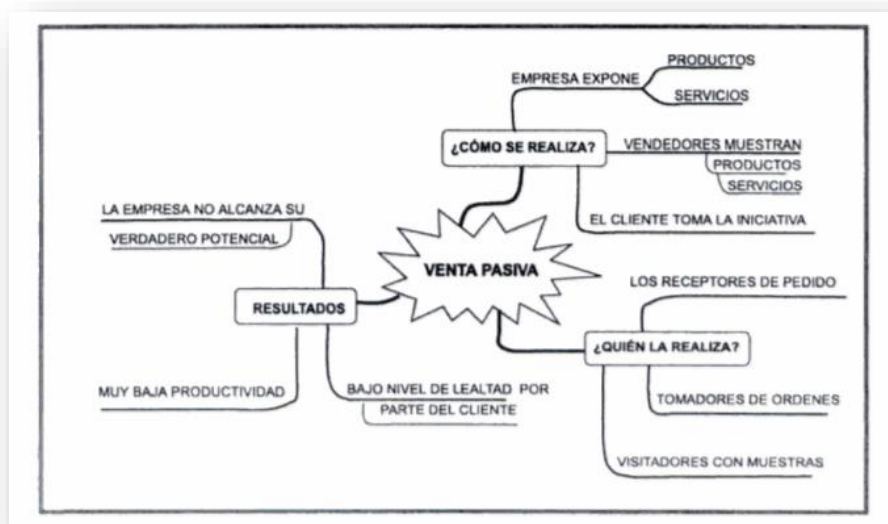 PRODUCTOS
EMPRESA EXPONE
SERVICIOS
¿CÓMO SE REALIZA?
VENDEDORES MUESTRAN
PRODUCTOS
SERVICIOS
EL CLIENTE TOMA LA INICIATIVA
VENTA PASIVA
LA EMPRESA NO ALCANZA SU
VERDADERO POTENCIAL
RESULTADOS
MUY BAJA PRODUCTIVIDAD
BAJO NIVEL DE LEALTAD POR
PARTE DEL CLIENTE
LOS RECEPTORES DE PEDIDO
¿QUIÉN LA REALIZA?
TOMADORES DE ORDENES
VISITADORES CON MUESTRAS